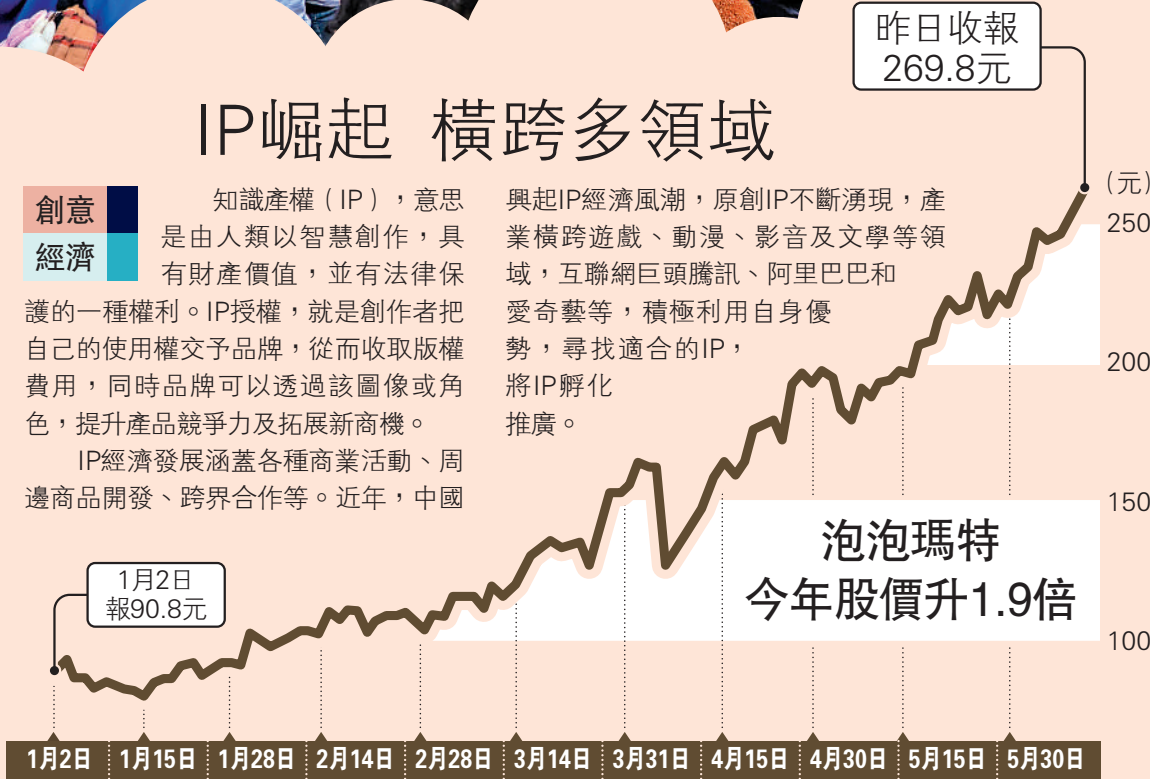 昨日收報
269.8元
IP崛起 橫跨多領域
創意
經濟
知識產權（IP），意思
是由人類以智慧創作，具
有財產價值，並有法律保
護的一種權利。IP授權，就是創作者把
自己的使用權交予品牌，從而收取版權
費用，同時品牌可以透過該圖像或角
色，提升產品競爭力及拓展新商機。
IP經濟發展涵蓋各種商業活動、周
邊商品開發、跨界合作等。近年，中國
興起IP經濟風潮，原創IP不斷湧現，產
業橫跨遊戲、動漫、影音及文學等領
域，互聯網巨頭騰訊、阿里巴巴和
愛奇藝等，積極利用自身優
勢，尋找適合的IP，
將IP孵化
推廣。
（元）
250
200
150
100
泡泡瑪特
今年股價升1.9倍
1月2日
報90.8元
1月2日 1月15日 1月28日 2月14日 2月28日 3月14日 3月31日 4月15日 4月30日 5月15日 5月30日